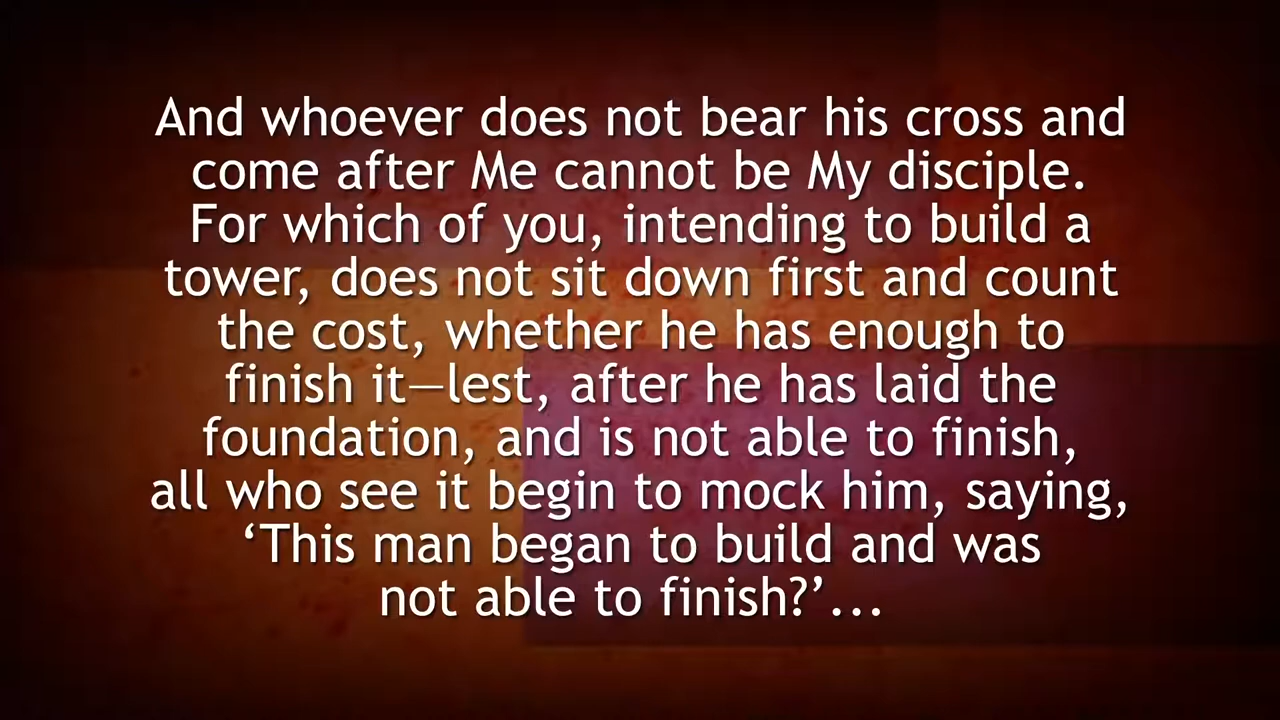 And whoever does not bear his cross and
come after Me cannot be My disciple.
For which of you, intending to build a
tower, does not sit down first and count
the cost, whether he has enough to
finish it—lest, after he has laid the
foundation, and is not able to finish,
all who see it begin to mock him, saying,
‘This man began to build and was
not able to finish?’...